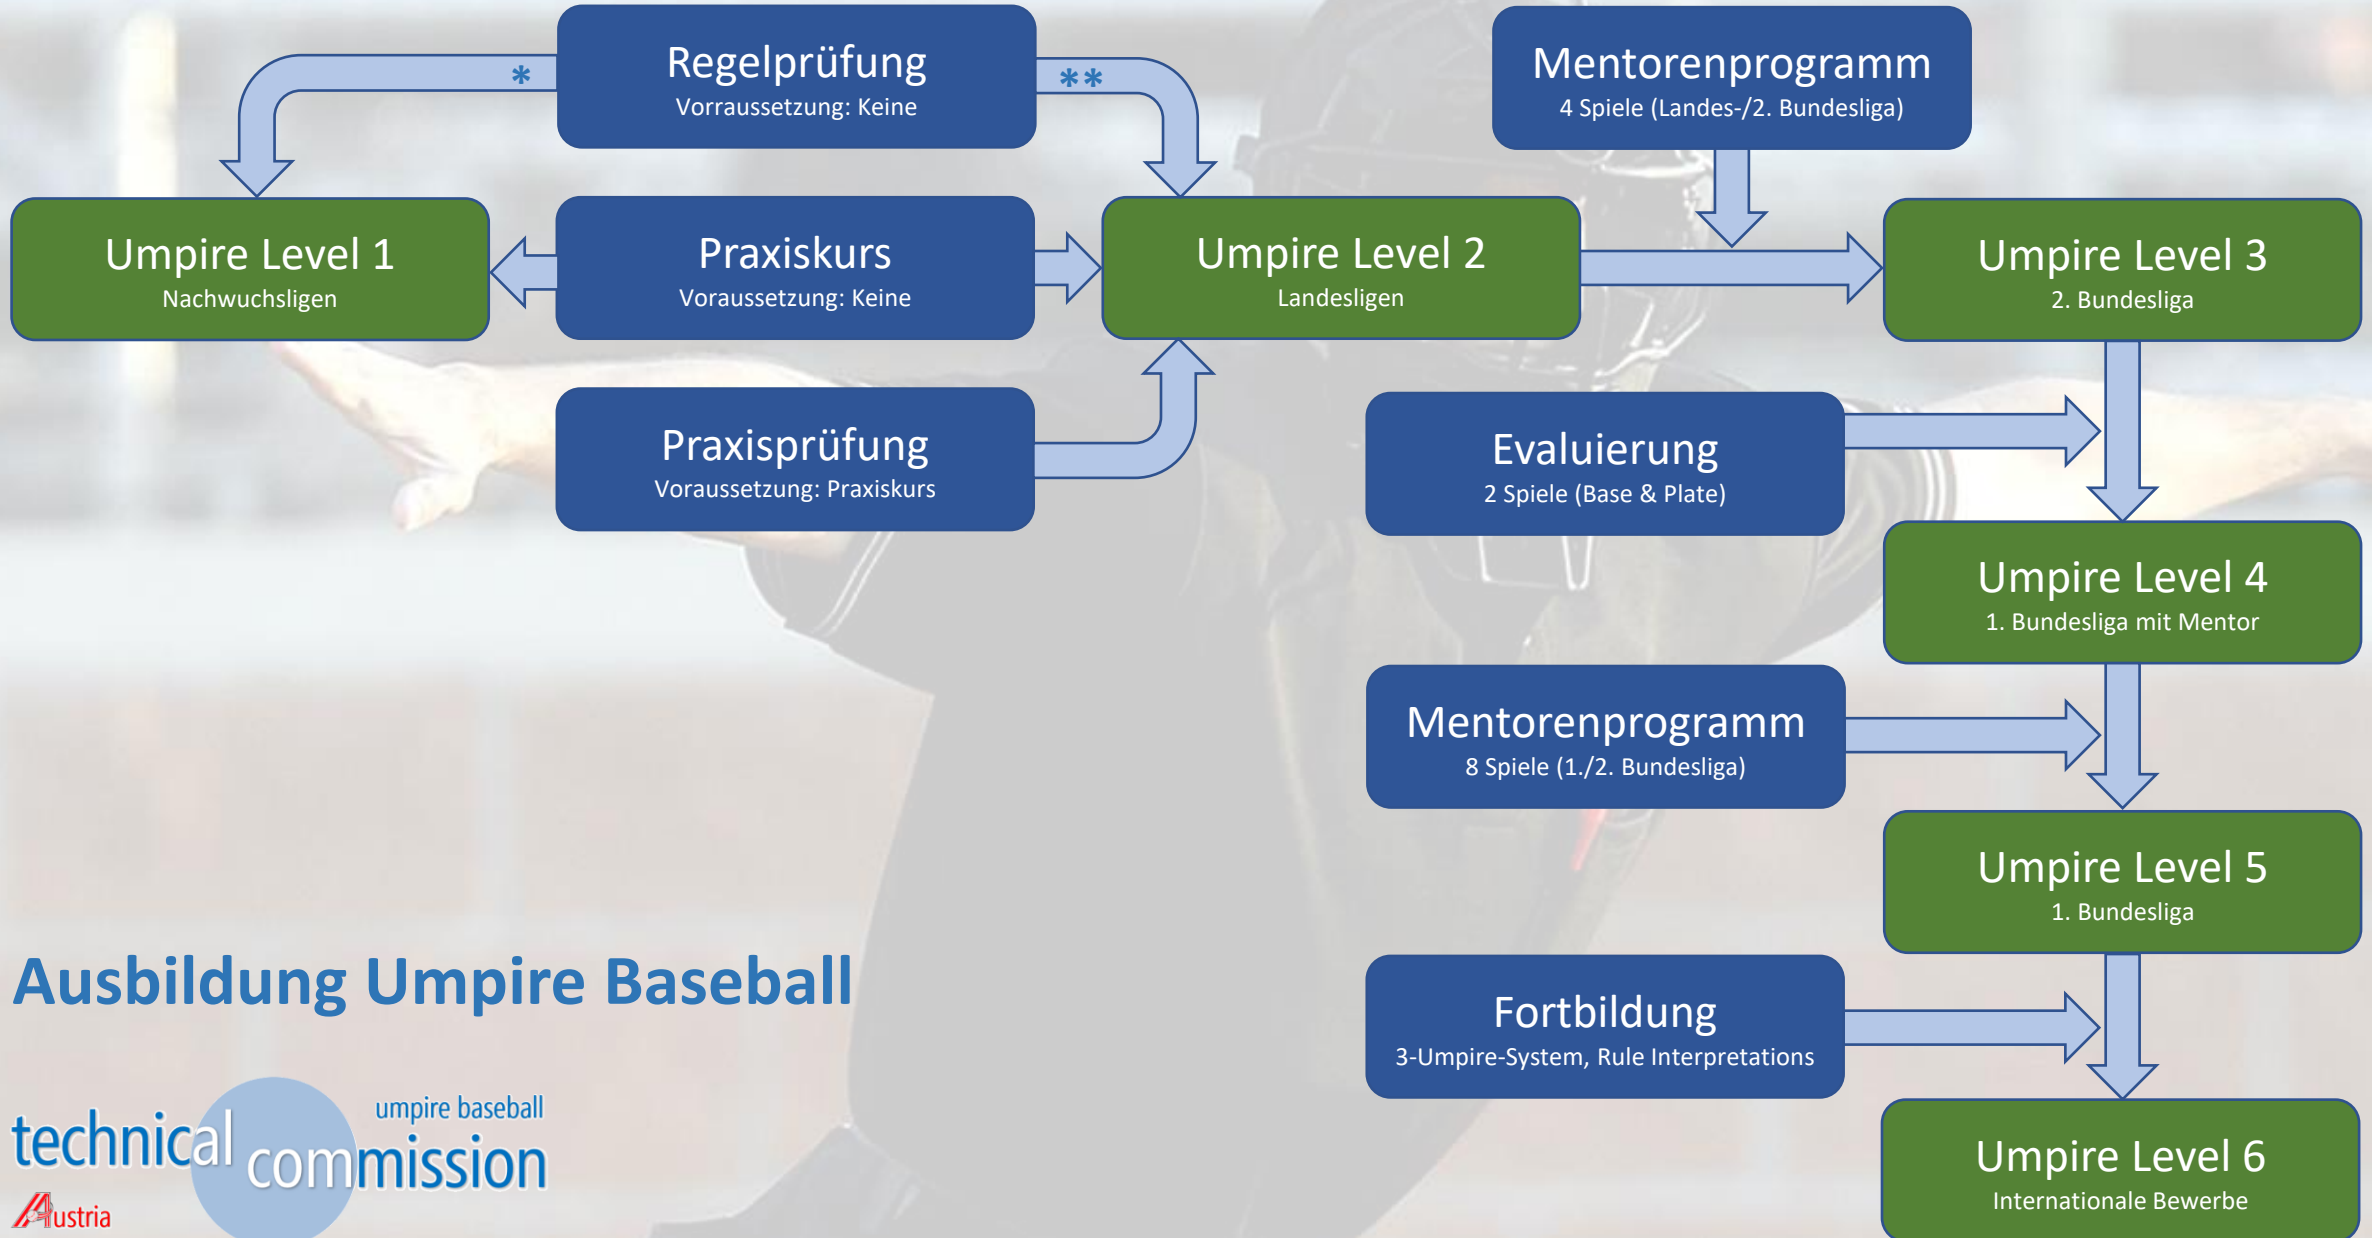 *
Regelprüfung
Vorraussetzung: Keine
**
Mentorenprogramm
4 Spiele (Landes-/2. Bundesliga)
Umpire Level 1
Nachwuchsligen
Praxiskurs
Voraussetzung: Keine
Umpire Level 2
Landesligen
Umpire Level 3
2. Bundesliga
Praxisprüfung
Voraussetzung: Praxiskurs
Evaluierung
2 Spiele (Base & Plate)
Umpire Level 4
1. Bundesliga mit Mentor
Mentorenprogramm
8 Spiele (1./2. Bundesliga)
Umpire Level 5
1. Bundesliga
Ausbildung Umpire Baseball
Fortbildung
3-Umpire-System, Rule Interpretations
Umpire Level 6
Internationale Bewerbe
umpire baseball
technical commission
Austria